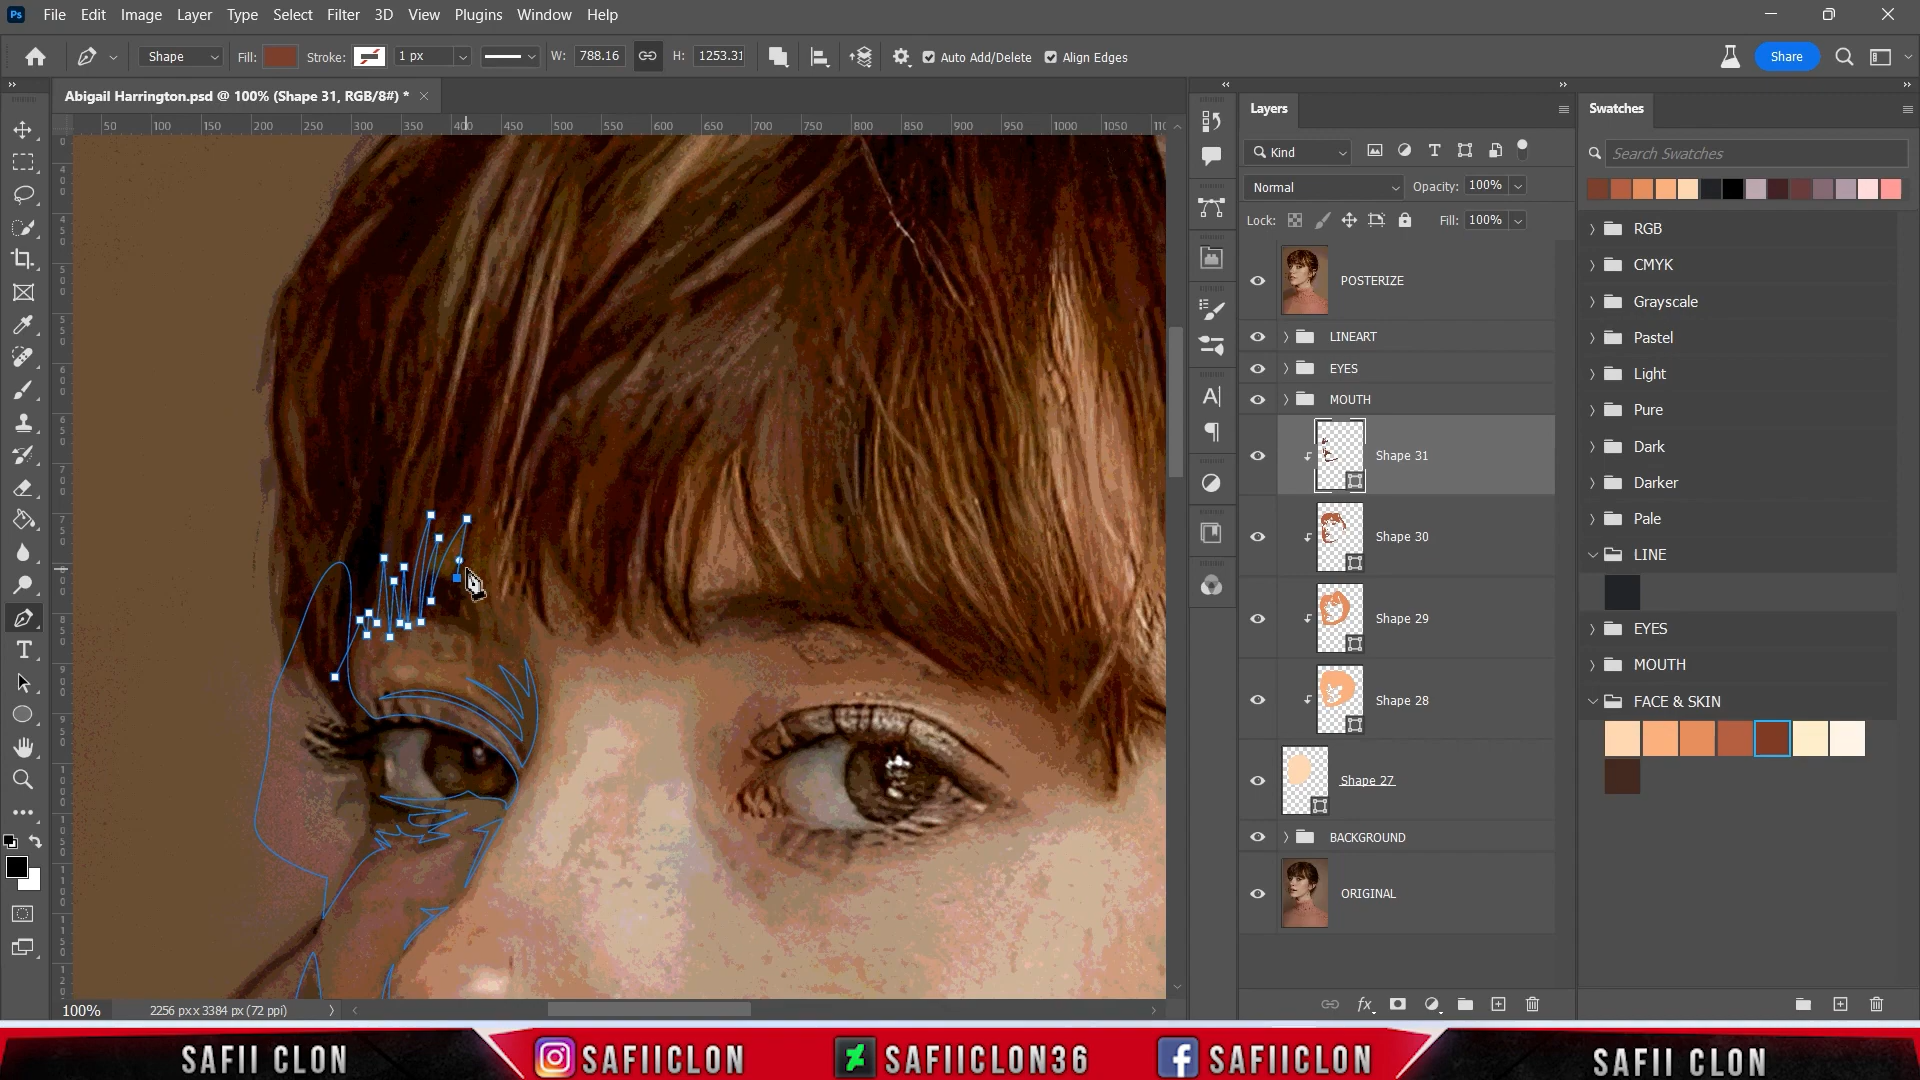 Ps File Edit Image Layer Type Select Filter 3D View Plugins Window Help
Shape Fill: Stroke: 1 px W: 788.16 H: 1253.31 Auto Add/Delete Align Edges Share
Abigail Harrington.psd @ 100% (Shape 31, RGB/8#) *
50 100 150 200 250 300 350 400 450 500 550 600 650 700 750 800 850 900 950 1000 1050
Layers
Kind
Normal Opacity: 100%
Lock: Fill: 100%
POSTERIZE
LINEART
EYES
MOUTH
Shape 31
Shape 30
Shape 29
Shape 28
Shape 27
BACKGROUND
ORIGINAL
Swatches
Search Swatches
RGB
CMYK
Grayscale
Pastel
Light
Pure
Dark
Darker
Pale
LINE
EYES
MOUTH
FACE & SKIN
100% 2256 px x 3384 px (72 ppi)
SAFII CLON SAFIICLON SAFIICLON36 SAFIICLON SAFII CLON